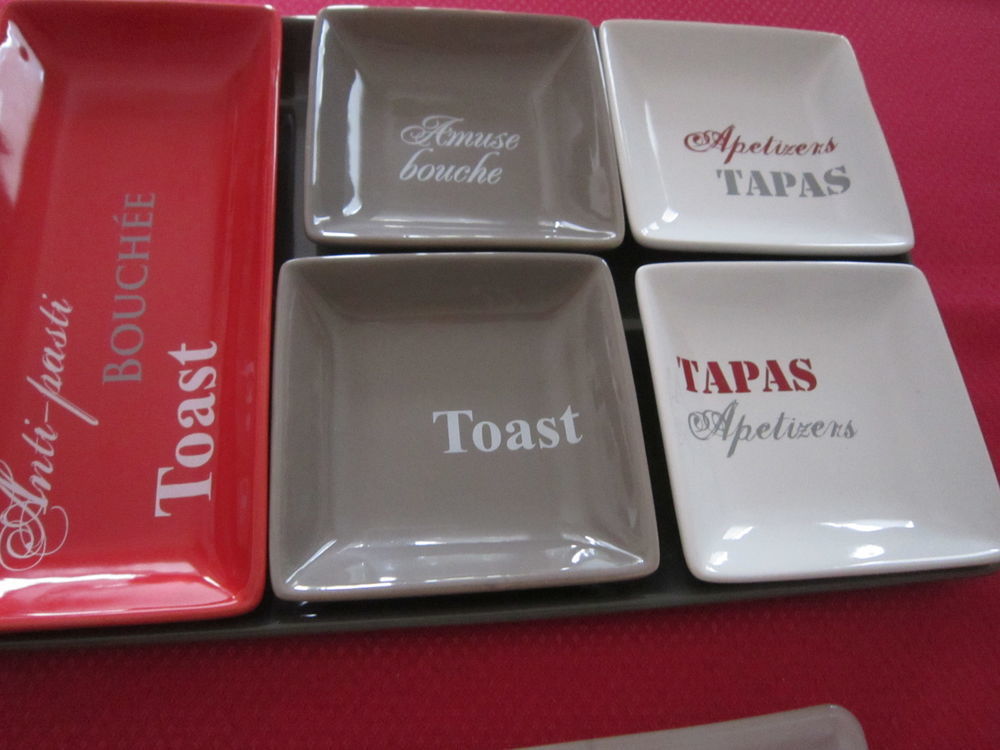 Anti-pasti
BOUCHÉE
Toast
Amuse
bouche
Apetizers
TAPAS
Toast
TAPAS
Apetizers